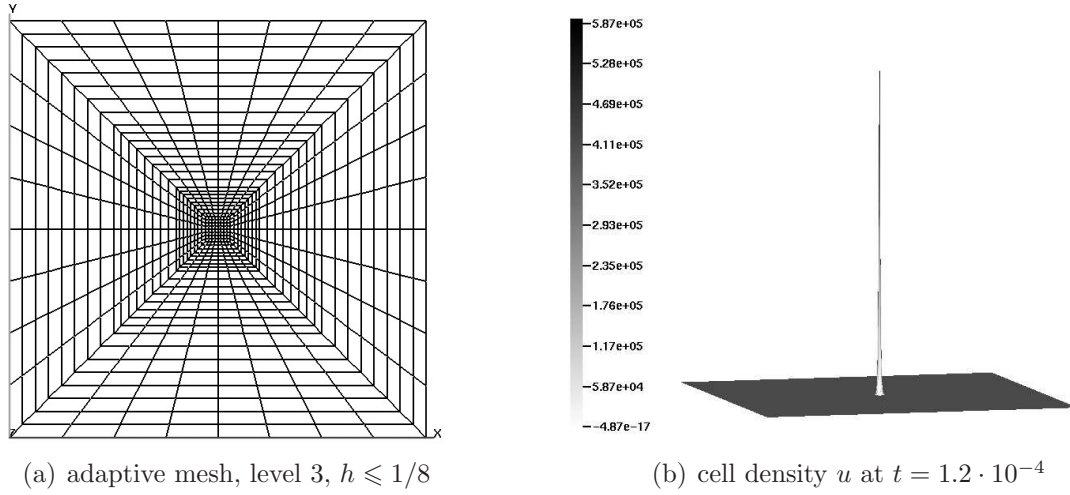 Y
Z
X
5.87e+05
5.28e+05
4.69e+05
4.11e+05
3.52e+05
2.93e+05
2.35e+05
1.76e+05
1.17e+05
5.87e+04
-4.87e-17
(a) adaptive mesh, level 3, h ⩽ 1/8
(b) cell density u at t = 1.2 · 10⁻⁴